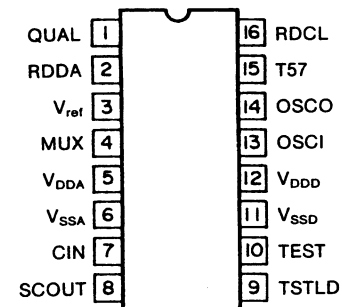 QUAL 1 16 RDCL
RDDA 2 15 T57
Vref 3 14 OSCO
MUX 4 13 OSCI
VDDA 5 12 VDDD
VSSA 6 11 VSSD
CIN 7 10 TEST
SCOUT 8 9 TSTLD